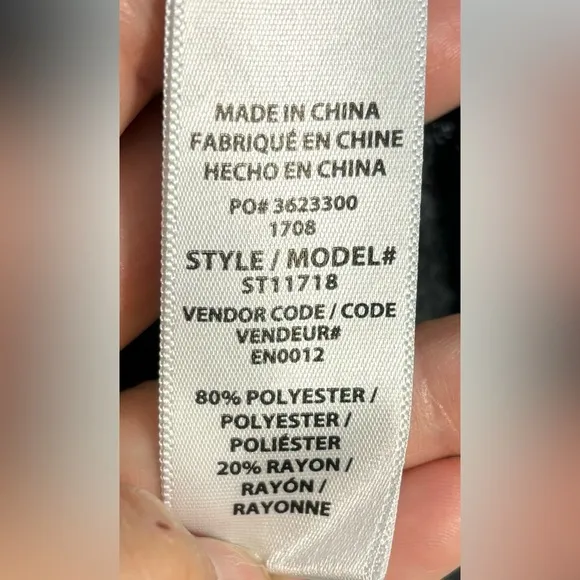 MADE IN CHINA
FABRIQUÉ EN CHINE
HECHO EN CHINA
PO# 3623300
1708
STYLE / MODEL#
ST11718
VENDOR CODE / CODE
VENDEUR#
EN0012
80% POLYESTER /
POLYESTER /
POLIÉSTER
20% RAYON /
RAYÓN /
RAYONNE